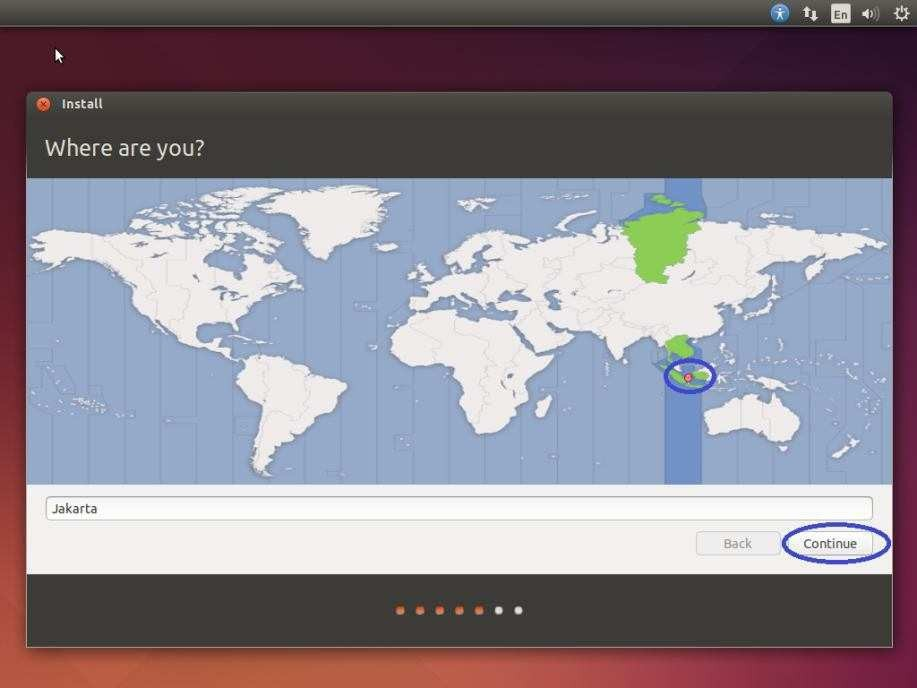 En
Install
Where are you?
Jakarta
Back
Continue